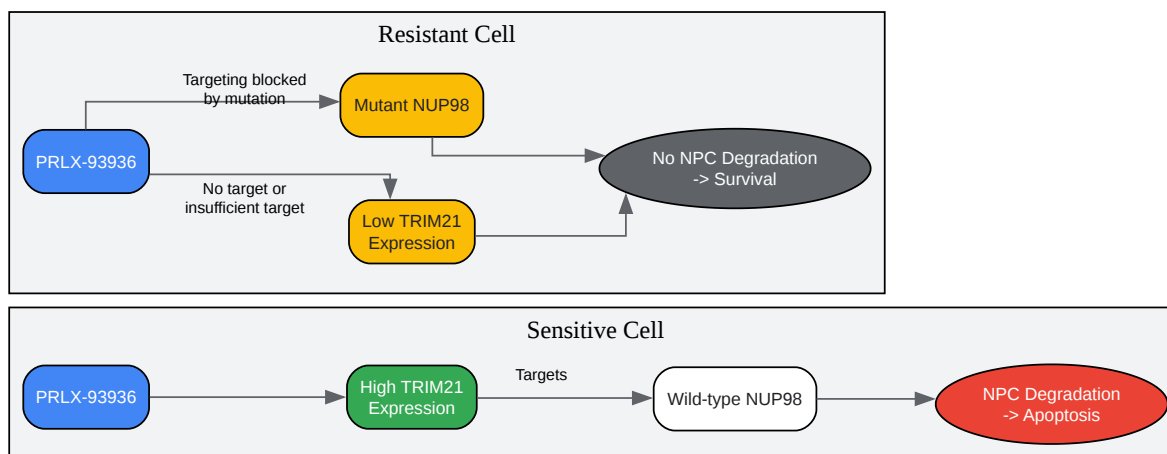 Resistant Cell
Targeting blocked
by mutation
Mutant NUP98
PRLX-93936
No NPC Degradation
-> Survival
No target or
insufficient target
Low TRIM21
Expression
Sensitive Cell
PRLX-93936
High TRIM21
Expression
Targets
Wild-type NUP98
NPC Degradation
-> Apoptosis